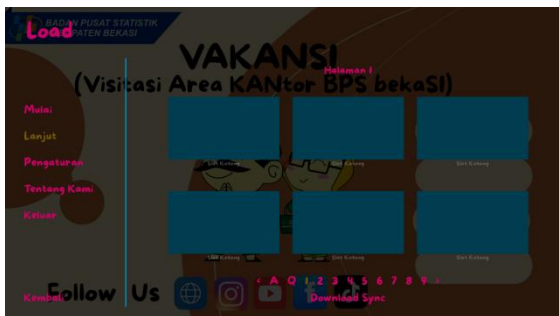 BADAN PUSAT STATISTIK
KABUPATEN BEKASI
Load
VAKANSI
(Visitasi Area KANtor BPS bekaSI)
Halaman 1
Mulai
Lanjut
Pengaturan
Tentang Kami
Keluar
Slot Kosong Slot Kosong Slot Kosong
Slot Kosong Slot Kosong Slot Kosong
< A Q 1 2 3 4 5 6 7 8 9 >
Download Sync
Kembali
Follow Us